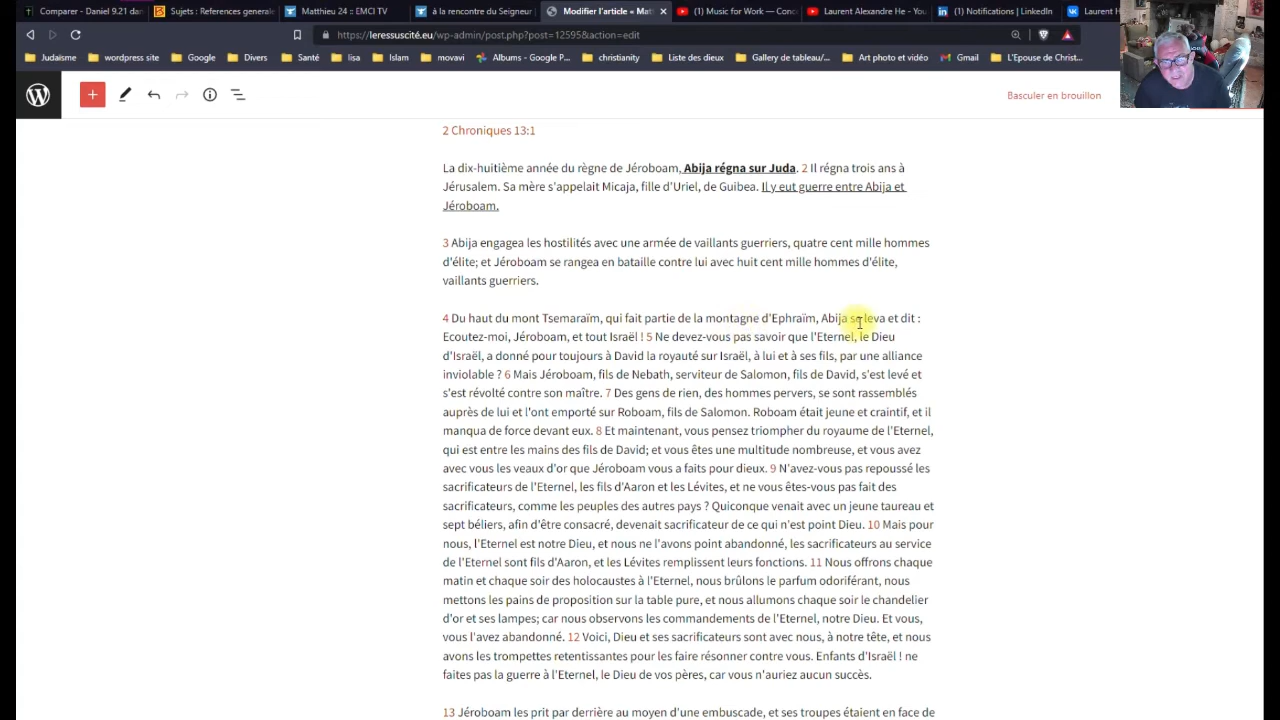 Comparer - Daniel 9.21 dan
Sujets : References generale
Matthieu 24 :: EMCI TV
à la rencontre du Seigneur
Modifier l'article « Matt
(1) Music for Work — Conc
Laurent Alexandre He - You
(1) Notifications | LinkedIn
Laurent H
https://leressuscité.eu/wp-admin/post.php?post=12595&action=edit
Judaïsme
wordpress site
Google
Divers
Santé
lisa
Islam
movavi
Albums - Google P...
christianity
Liste des dieux
Gallery de tableau/...
Art photo et vidéo
Gmail
L'Epouse de Christ...
Basculer en brouillon
2 Chroniques 13:1
La dix-huitième année du règne de Jéroboam, Abija régna sur Juda. 2 Il régna trois ans à
Jérusalem. Sa mère s'appelait Micaja, fille d'Uriel, de Guibea. Il y eut guerre entre Abija et
Jéroboam.
3 Abija engagea les hostilités avec une armée de vaillants guerriers, quatre cent mille hommes
d'élite; et Jéroboam se rangea en bataille contre lui avec huit cent mille hommes d'élite,
vaillants guerriers.
4 Du haut du mont Tsemaraïm, qui fait partie de la montagne d'Ephraïm, Abija se leva et dit :
Ecoutez-moi, Jéroboam, et tout Israël ! 5 Ne devez-vous pas savoir que l'Eternel, le Dieu
d'Israël, a donné pour toujours à David la royauté sur Israël, à lui et à ses fils, par une alliance
inviolable ? 6 Mais Jéroboam, fils de Nebath, serviteur de Salomon, fils de David, s'est levé et
s'est révolté contre son maître. 7 Des gens de rien, des hommes pervers, se sont rassemblés
auprès de lui et l'ont emporté sur Roboam, fils de Salomon. Roboam était jeune et craintif, et il
manqua de force devant eux. 8 Et maintenant, vous pensez triompher du royaume de l'Eternel,
qui est entre les mains des fils de David; et vous êtes une multitude nombreuse, et vous avez
avec vous les veaux d'or que Jéroboam vous a faits pour dieux. 9 N'avez-vous pas repoussé les
sacrificateurs de l'Eternel, les fils d'Aaron et les Lévites, et ne vous êtes-vous pas fait des
sacrificateurs, comme les peuples des autres pays ? Quiconque venait avec un jeune taureau et
sept béliers, afin d'être consacré, devenait sacrificateur de ce qui n'est point Dieu. 10 Mais pour
nous, l'Eternel est notre Dieu, et nous ne l'avons point abandonné, les sacrificateurs au service
de l'Eternel sont fils d'Aaron, et les Lévites remplissent leurs fonctions. 11 Nous offrons chaque
matin et chaque soir des holocaustes à l'Eternel, nous brûlons le parfum odoriférant, nous
mettons les pains de proposition sur la table pure, et nous allumons chaque soir le chandelier
d'or et ses lampes; car nous observons les commandements de l'Eternel, notre Dieu. Et vous,
vous l'avez abandonné. 12 Voici, Dieu et ses sacrificateurs sont avec nous, à notre tête, et nous
avons les trompettes retentissantes pour les faire résonner contre vous. Enfants d'Israël ! ne
faites pas la guerre à l'Eternel, le Dieu de vos pères, car vous n'auriez aucun succès.
13 Jéroboam les prit par derrière au moyen d'une embuscade, et ses troupes étaient en face de